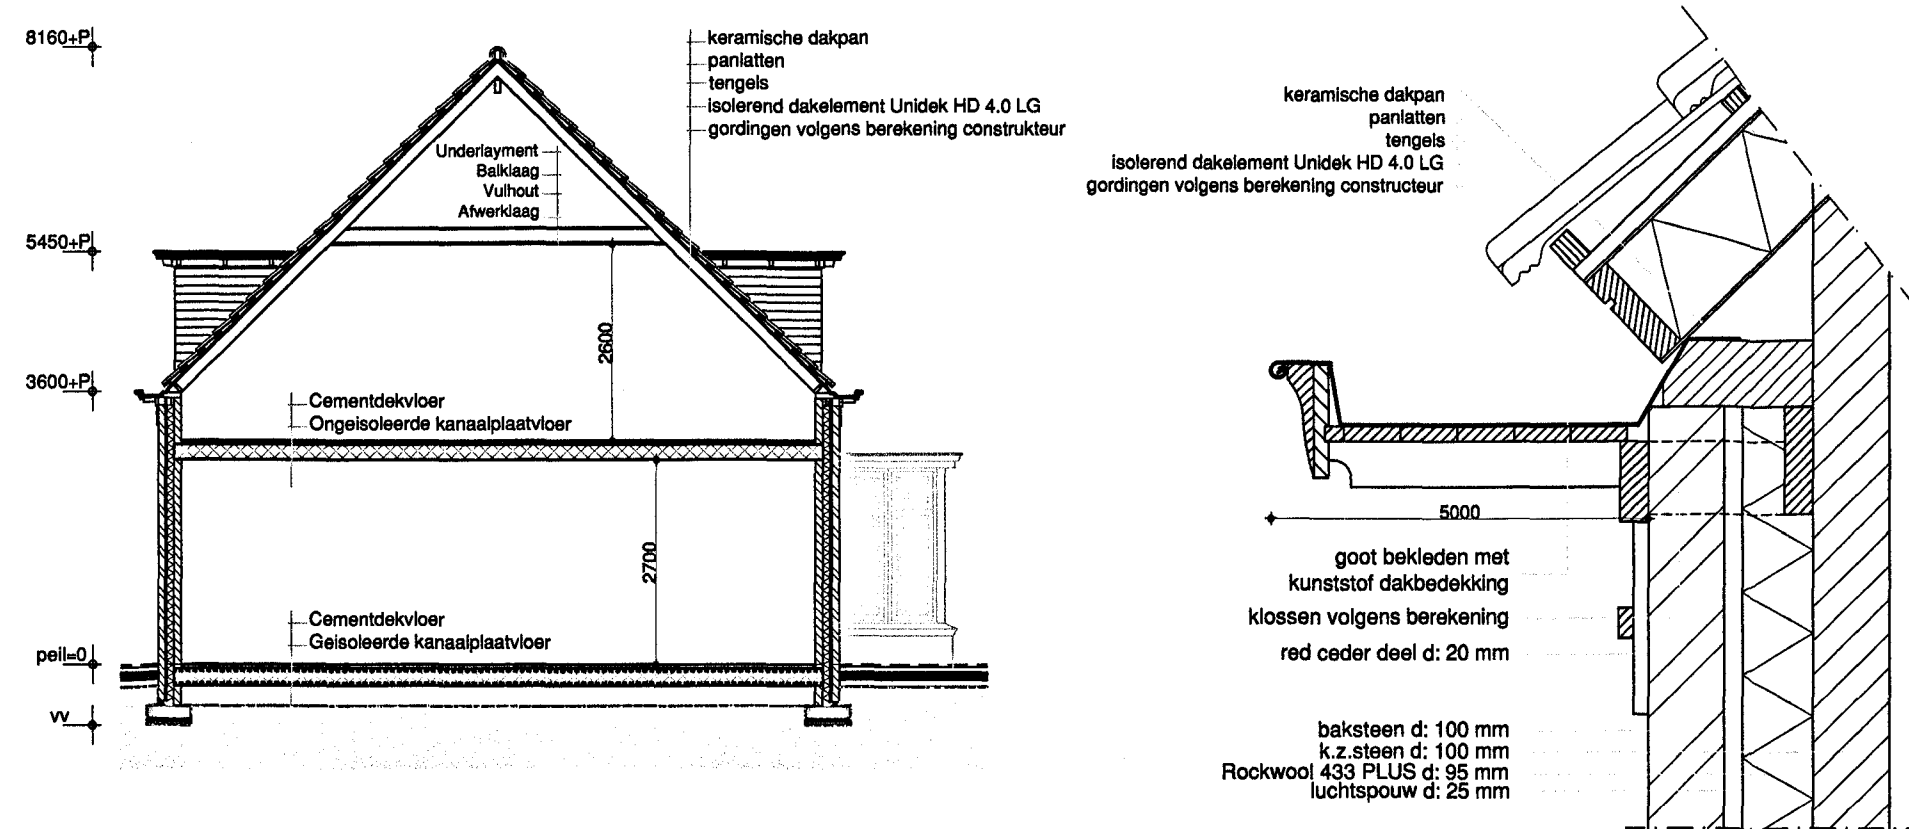 8160+P
5450+P
3600+P
peil=0
vv
keramische dakpan
panlatten
tengels
isolerend dakelement Unidek HD 4.0 LG
gordingen volgens berekening construkteur
Underlayment
Balklaag
Vulhout
Afwerklaag
2600
Cementdekvloer
Ongeisoleerde kanaalplaatvloer
2700
Cementdekvloer
Geisoleerde kanaalplaatvloer
keramische dakpan
panlatten
tengels
isolerend dakelement Unidek HD 4.0 LG
gordingen volgens berekening constructeur
5000
goot bekleden met
kunststof dakbedekking
klossen volgens berekening
red ceder deel d: 20 mm
baksteen d: 100 mm
k.z.steen d: 100 mm
Rockwool 433 PLUS d: 95 mm
luchtspouw d: 25 mm